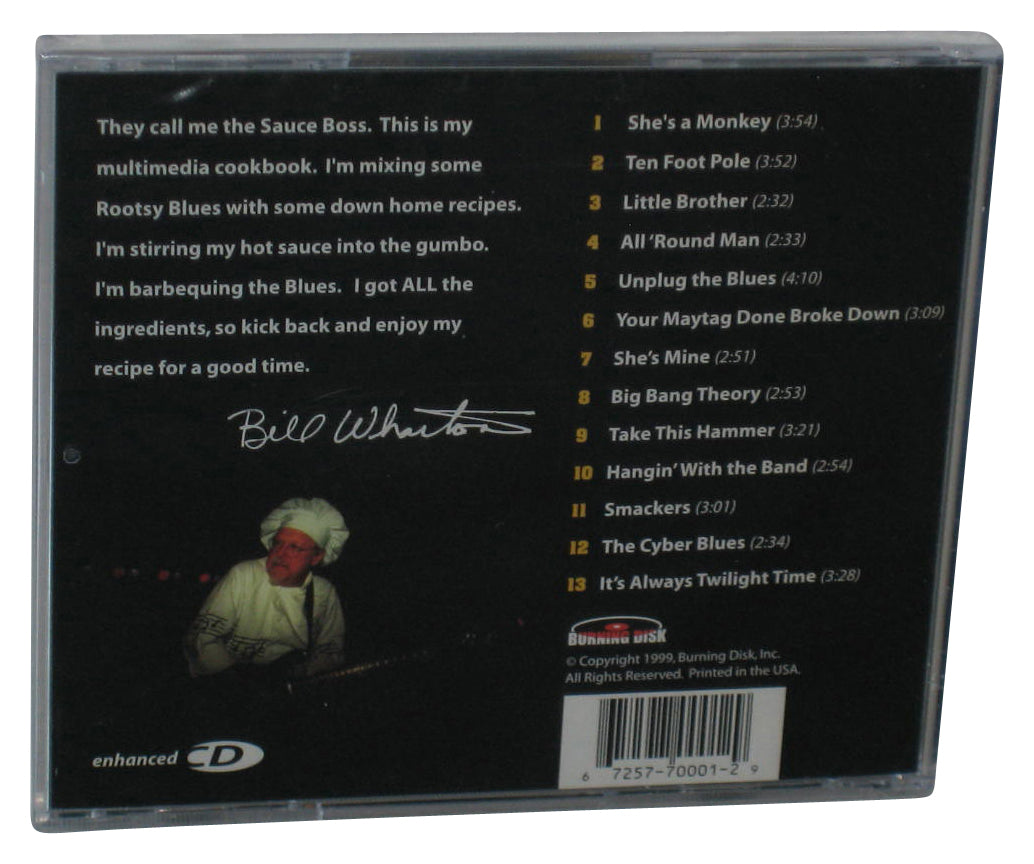 They call me the Sauce Boss. This is my
multimedia cookbook. I'm mixing some
Rootsy Blues with some down home recipes.
I'm stirring my hot sauce into the gumbo.
I'm barbequing the Blues. I got ALL the
ingredients, so kick back and enjoy my
recipe for a good time.
Bill Wharton
enhanced CD
1 She's a Monkey (3:54)
2 Ten Foot Pole (3:52)
3 Little Brother (2:32)
4 All 'Round Man (2:33)
5 Unplug the Blues (4:10)
6 Your Maytag Done Broke Down (3:09)
7 She's Mine (2:51)
8 Big Bang Theory (2:53)
9 Take This Hammer (3:21)
10 Hangin' With the Band (2:54)
11 Smackers (3:01)
12 The Cyber Blues (2:34)
13 It's Always Twilight Time (3:28)
BURNING DISK
© Copyright 1999, Burning Disk, Inc.
All Rights Reserved. Printed in the USA.
6 7257-70001-2 9